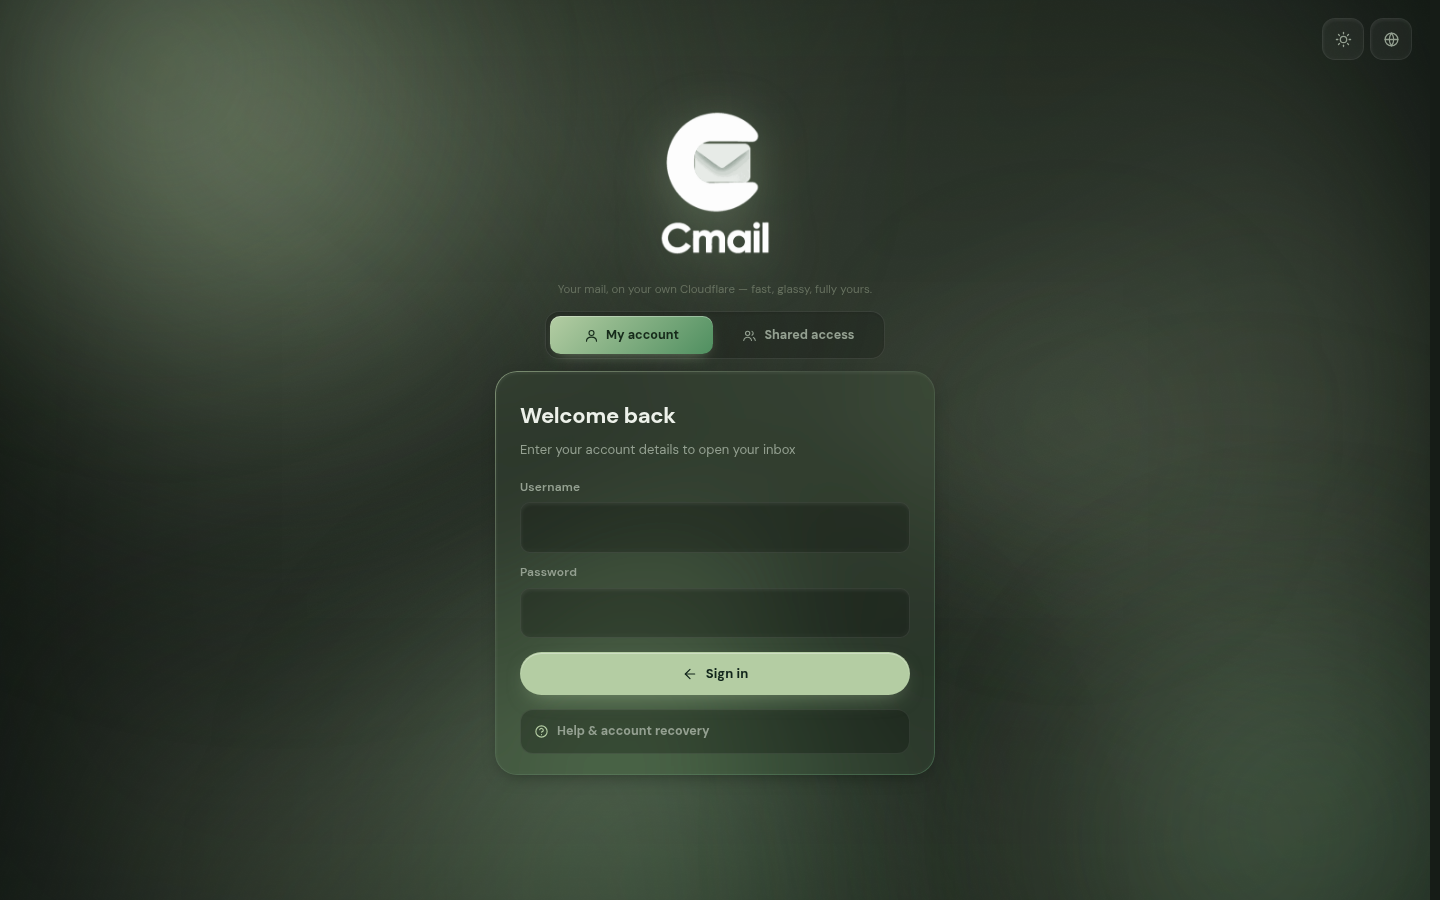 Cmail
Your mail, on your own Cloudflare — fast, glassy, fully yours.
My account
Shared access
Welcome back
Enter your account details to open your inbox
Username
Password
Sign in
Help & account recovery